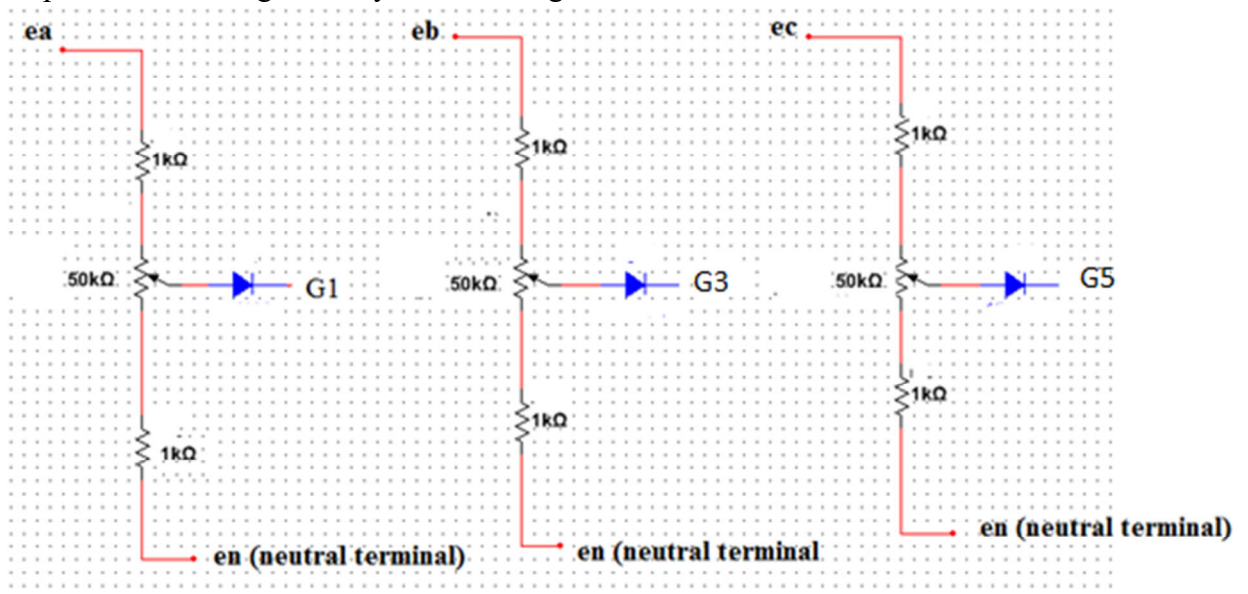 ea
eb
ec
1kΩ
1kΩ
1kΩ
50kΩ
G1
50kΩ
G3
50kΩ
G5
1kΩ
1kΩ
1kΩ
en (neutral terminal)
en (neutral terminal
en (neutral terminal)